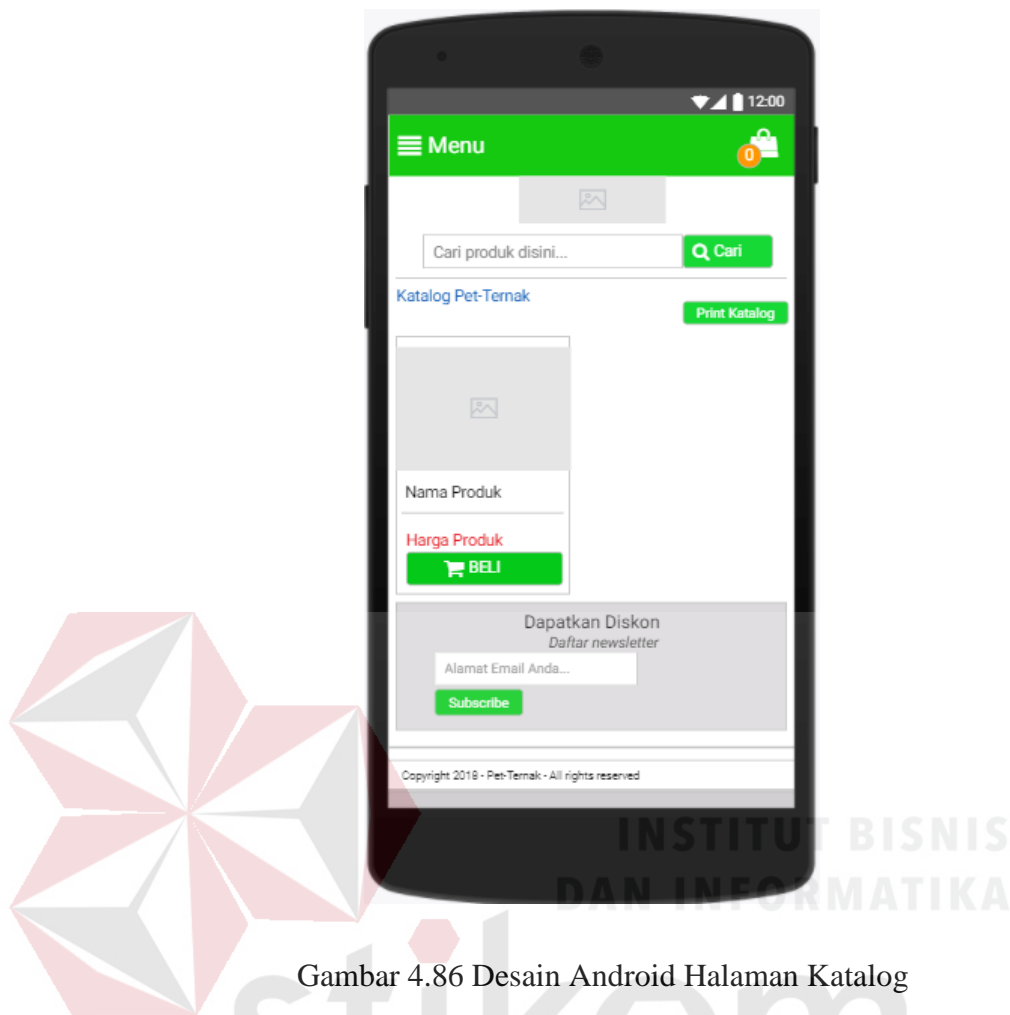 12:00
Menu
0
Cari produk disini...
Cari
Katalog Pet-Ternak
Print Katalog
Nama Produk
Harga Produk
BELI
Dapatkan Diskon
Daftar newsletter
Alamat Email Anda...
Subscribe
Copyright 2018 - Pet-Ternak - All rights reserved
INSTITUT BISNIS
DAN INFORMATIKA
Gambar 4.86 Desain Android Halaman Katalog
stikom